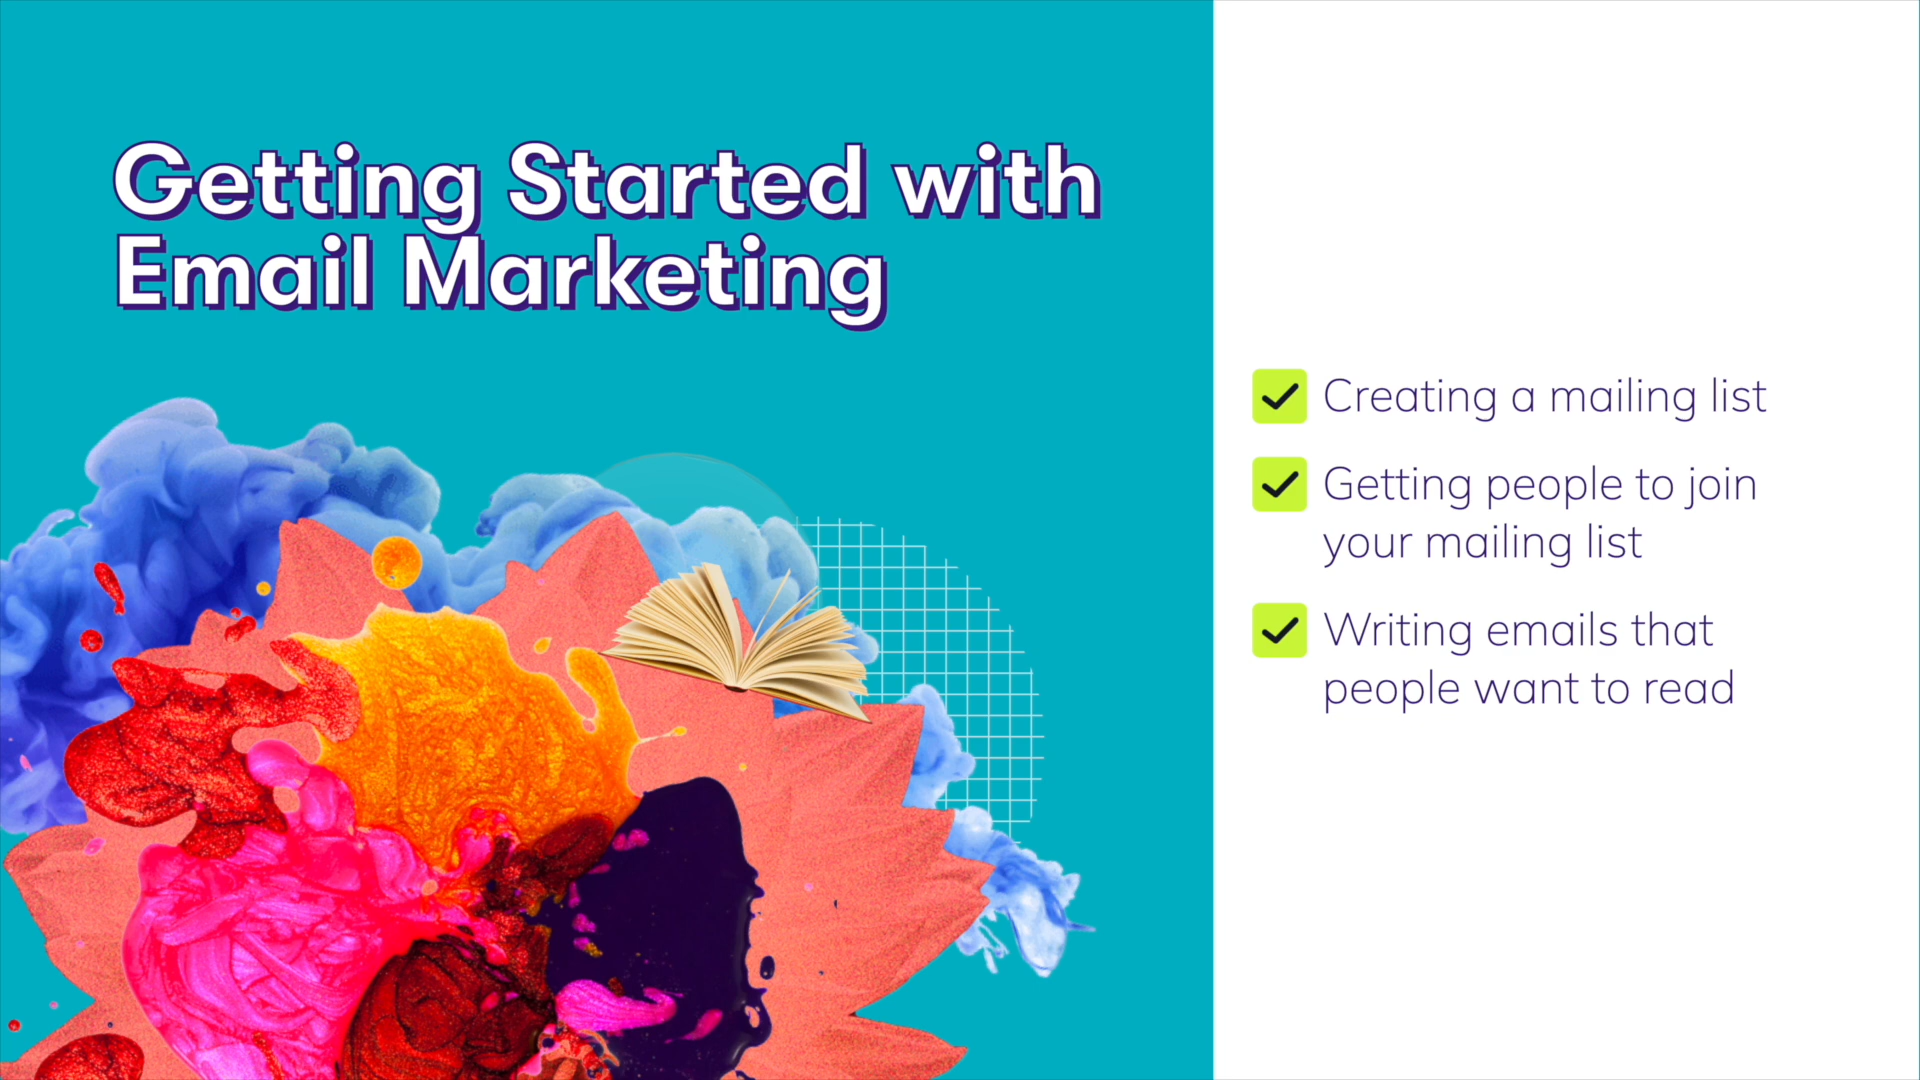 Getting Started with
Email Marketing
Creating a mailing list
Getting people to join
your mailing list
Writing emails that
people want to read